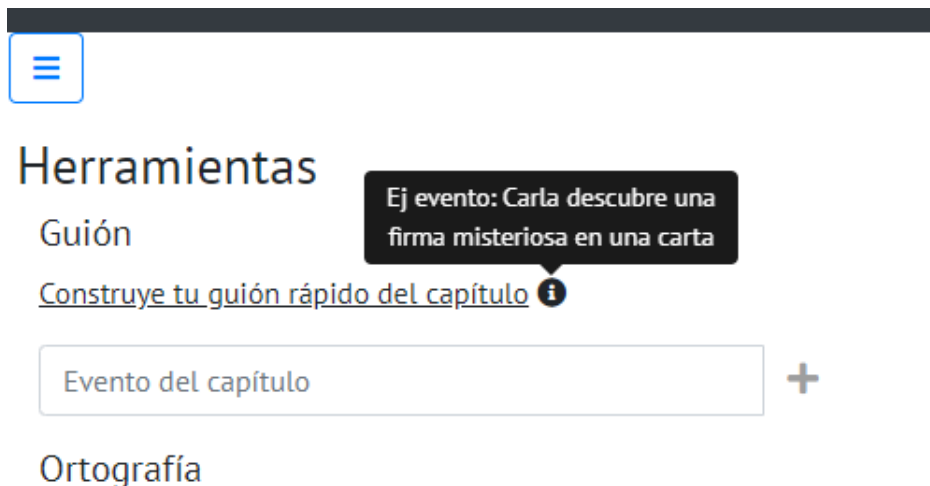 Herramientas
Ej evento: Carla descubre una
firma misteriosa en una carta
Guión
Construye tu guión rápido del capítulo
Evento del capítulo
Ortografía